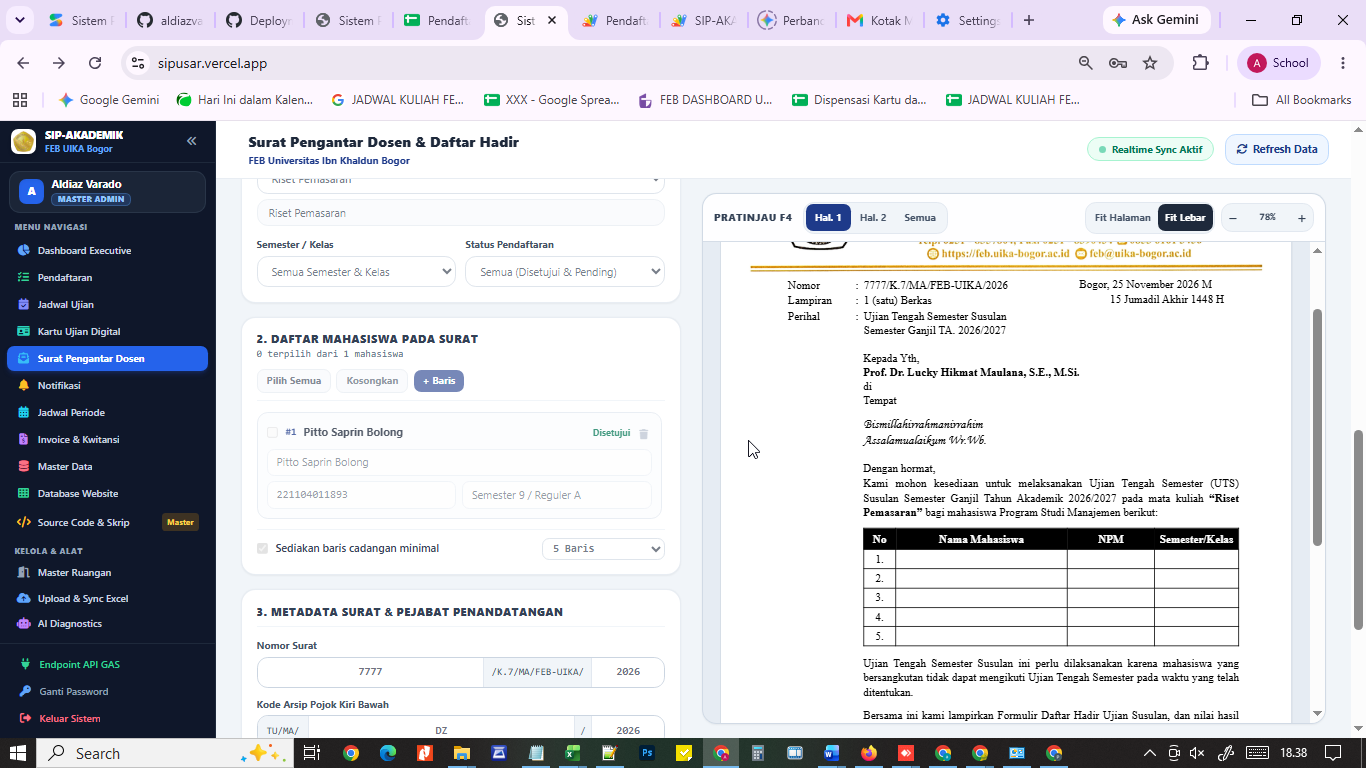 Sistem
aldiazva
Deployn
Sistem
Pendaft
Sist
Pendaft
SIP-AKA
Perban
Kotak M
Settings
Ask Gemini
sipusar.vercel.app
A School
Google Gemini
Hari Ini dalam Kalen...
JADWAL KULIAH FE...
XXX - Google Sprea...
FEB DASHBOARD U...
Dispensasi Kartu da...
JADWAL KULIAH FE...
All Bookmarks
SIP-AKADEMIK
FEB UIKA Bogor
A
Aldiaz Varado
MASTER ADMIN
MENU NAVIGASI
Dashboard Executive
Pendaftaran
Jadwal Ujian
Kartu Ujian Digital
Surat Pengantar Dosen
Notifikasi
Jadwal Periode
Invoice & Kwitansi
Master Data
Database Website
Source Code & Skrip Master
KELOLA & ALAT
Master Ruangan
Upload & Sync Excel
AI Diagnostics
Endpoint API GAS
Ganti Password
Keluar Sistem
Surat Pengantar Dosen & Daftar Hadir
FEB Universitas Ibn Khaldun Bogor
Realtime Sync Aktif
Refresh Data
Riset Pemasaran
Riset Pemasaran
Semester / Kelas Status Pendaftaran
Semua Semester & Kelas Semua (Disetujui & Pending)
2. DAFTAR MAHASISWA PADA SURAT
0 terpilih dari 1 mahasiswa
Pilih Semua Kosongkan + Baris
#1 Pitto Saprin Bolong Disetujui
Pitto Saprin Bolong
221104011893 Semester 9 / Reguler A
Sediakan baris cadangan minimal 5 Baris
3. METADATA SURAT & PEJABAT PENANDATANGAN
Nomor Surat
7777 /K.7/MA/FEB-UIKA/ 2026
Kode Arsip Pojok Kiri Bawah
TU/MA/ DZ / 2026
PRATINJAU F4 Hal. 1 Hal. 2 Semua Fit Halaman Fit Lebar − 78% +
https://feb.uika-bogor.ac.id feb@uika-bogor.ac.id
Nomor : 7777/K.7/MA/FEB-UIKA/2026 Bogor, 25 November 2026 M
Lampiran : 1 (satu) Berkas 15 Jumadil Akhir 1448 H
Perihal : Ujian Tengah Semester Susulan
Semester Ganjil TA. 2026/2027
Kepada Yth,
Prof. Dr. Lucky Hikmat Maulana, S.E., M.Si.
di
Tempat
Bismillahirrahmanirrahim
Assalamualaikum Wr.Wb.
Dengan hormat,
Kami mohon kesediaan untuk melaksanakan Ujian Tengah Semester (UTS)
Susulan Semester Ganjil Tahun Akademik 2026/2027 pada mata kuliah “Riset
Pemasaran” bagi mahasiswa Program Studi Manajemen berikut:
No Nama Mahasiswa NPM Semester/Kelas
1.
2.
3.
4.
5.
Ujian Tengah Semester Susulan ini perlu dilaksanakan karena mahasiswa yang
bersangkutan tidak dapat mengikuti Ujian Tengah Semester pada waktu yang telah
ditentukan.
Bersama ini kami lampirkan Formulir Daftar Hadir Ujian Susulan, dan nilai hasil
Search
18.38